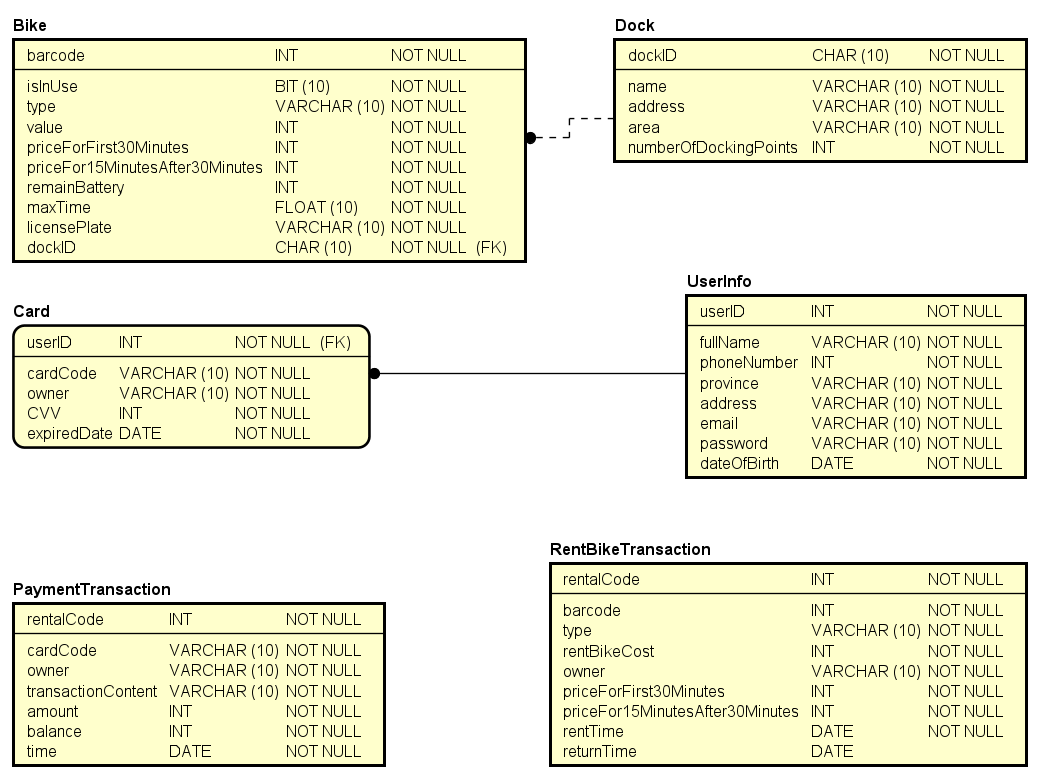 Bike
barcode INT NOT NULL
isInUse BIT (10) NOT NULL
type VARCHAR (10) NOT NULL
value INT NOT NULL
priceForFirst30Minutes INT NOT NULL
priceFor15MinutesAfter30Minutes INT NOT NULL
remainBattery INT NOT NULL
maxTime FLOAT (10) NOT NULL
licensePlate VARCHAR (10) NOT NULL
dockID CHAR (10) NOT NULL (FK)
Dock
dockID CHAR (10) NOT NULL
name VARCHAR (10) NOT NULL
address VARCHAR (10) NOT NULL
area VARCHAR (10) NOT NULL
numberOfDockingPoints INT NOT NULL
Card
userID INT NOT NULL (FK)
cardCode VARCHAR (10) NOT NULL
owner VARCHAR (10) NOT NULL
CVV INT NOT NULL
expiredDate DATE NOT NULL
UserInfo
userID INT NOT NULL
fullName VARCHAR (10) NOT NULL
phoneNumber INT NOT NULL
province VARCHAR (10) NOT NULL
address VARCHAR (10) NOT NULL
email VARCHAR (10) NOT NULL
password VARCHAR (10) NOT NULL
dateOfBirth DATE NOT NULL
PaymentTransaction
rentalCode INT NOT NULL
cardCode VARCHAR (10) NOT NULL
owner VARCHAR (10) NOT NULL
transactionContent VARCHAR (10) NOT NULL
amount INT NOT NULL
balance INT NOT NULL
time DATE NOT NULL
RentBikeTransaction
rentalCode INT NOT NULL
barcode INT NOT NULL
type VARCHAR (10) NOT NULL
rentBikeCost INT NOT NULL
owner VARCHAR (10) NOT NULL
priceForFirst30Minutes INT NOT NULL
priceFor15MinutesAfter30Minutes INT NOT NULL
rentTime DATE NOT NULL
returnTime DATE